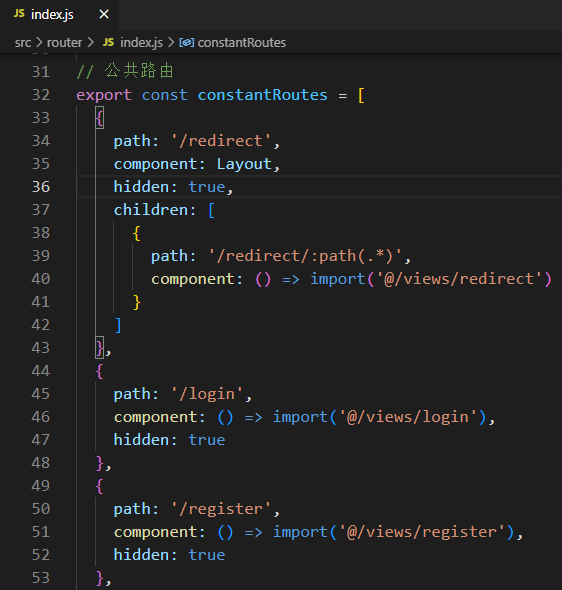 JS index.js ×
src > router > JS index.js > constantRoutes
31 // 公共路由
32 export const constantRoutes = [
33 {
34 path: '/redirect',
35 component: Layout,
36 hidden: true,
37 children: [
38 {
39 path: '/redirect/:path(.*)',
40 component: () => import('@/views/redirect')
41 }
42 ]
43 },
44 {
45 path: '/login',
46 component: () => import('@/views/login'),
47 hidden: true
48 },
49 {
50 path: '/register',
51 component: () => import('@/views/register'),
52 hidden: true
53 },